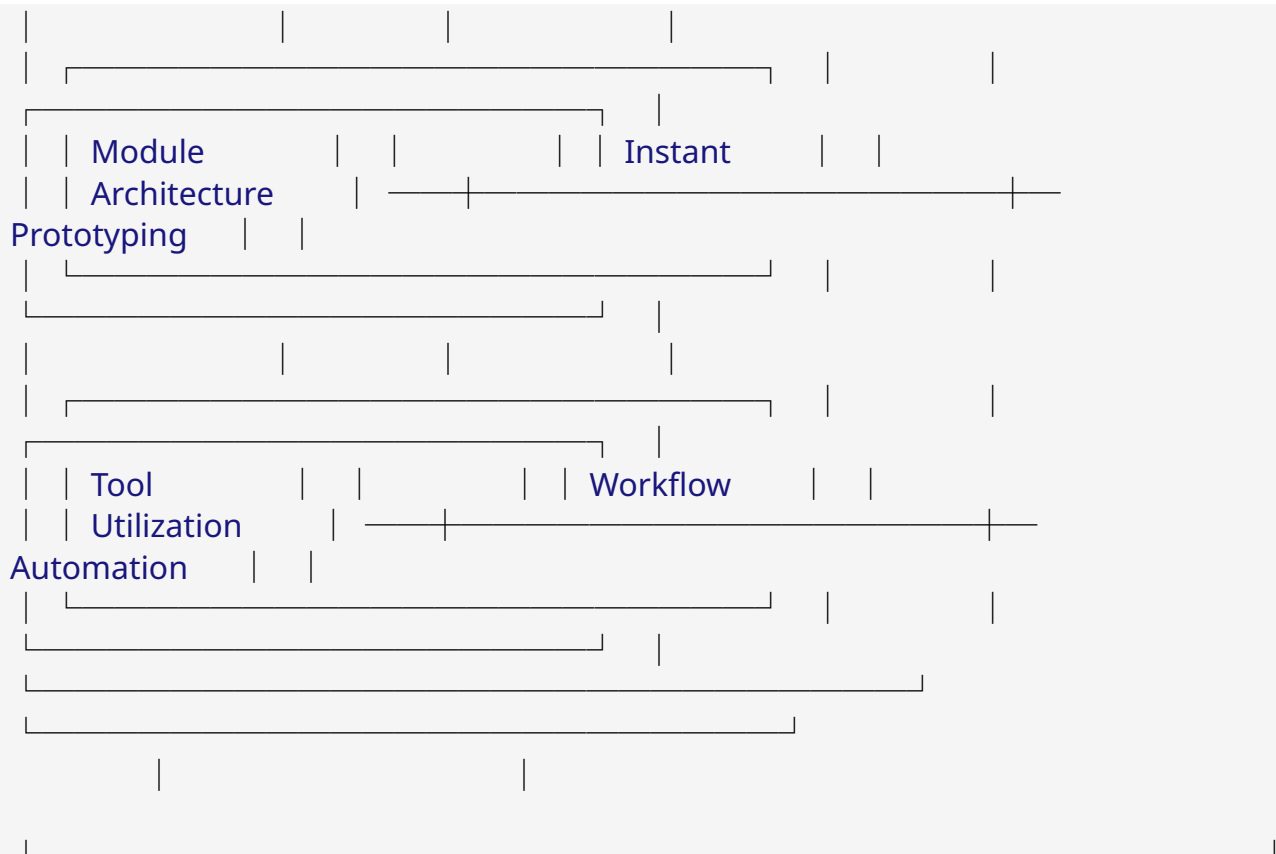 Module Instant
Architecture
Prototyping
Tool Workflow
Utilization
Automation